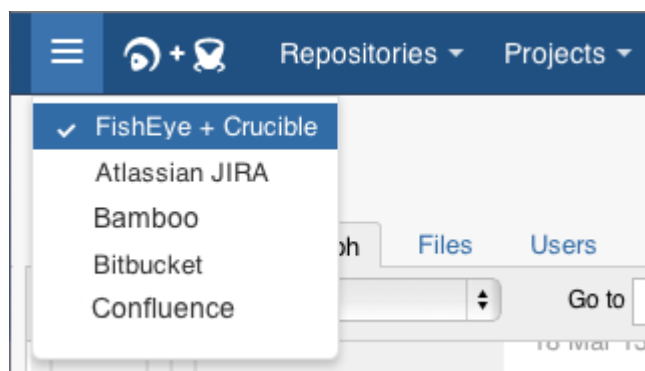 + Repositories Projects
FishEye + Crucible
Atlassian JIRA
Bamboo
Bitbucket
Confluence
Files Users
Go to